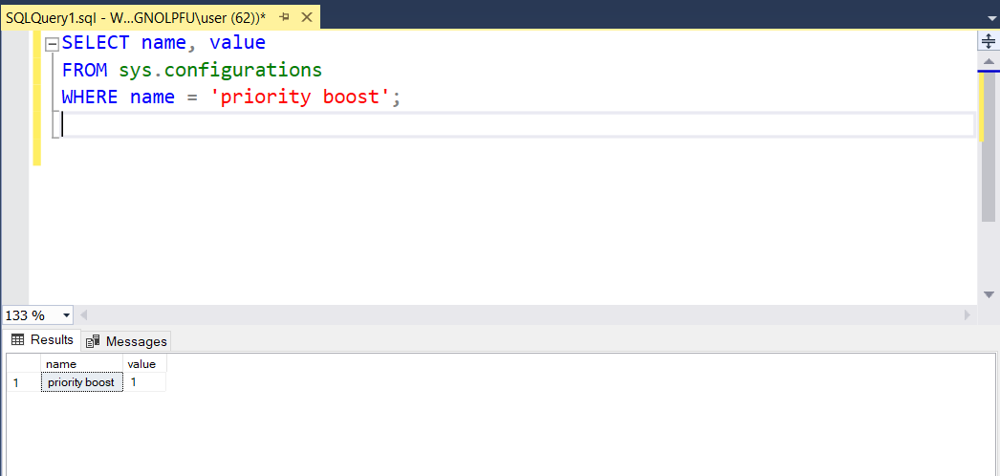 SQLQuery1.sql - W...GNOLPFU\user (62))*
SELECT name, value
FROM sys.configurations
WHERE name = 'priority boost';
133 %
Results Messages
name value
1 priority boost 1